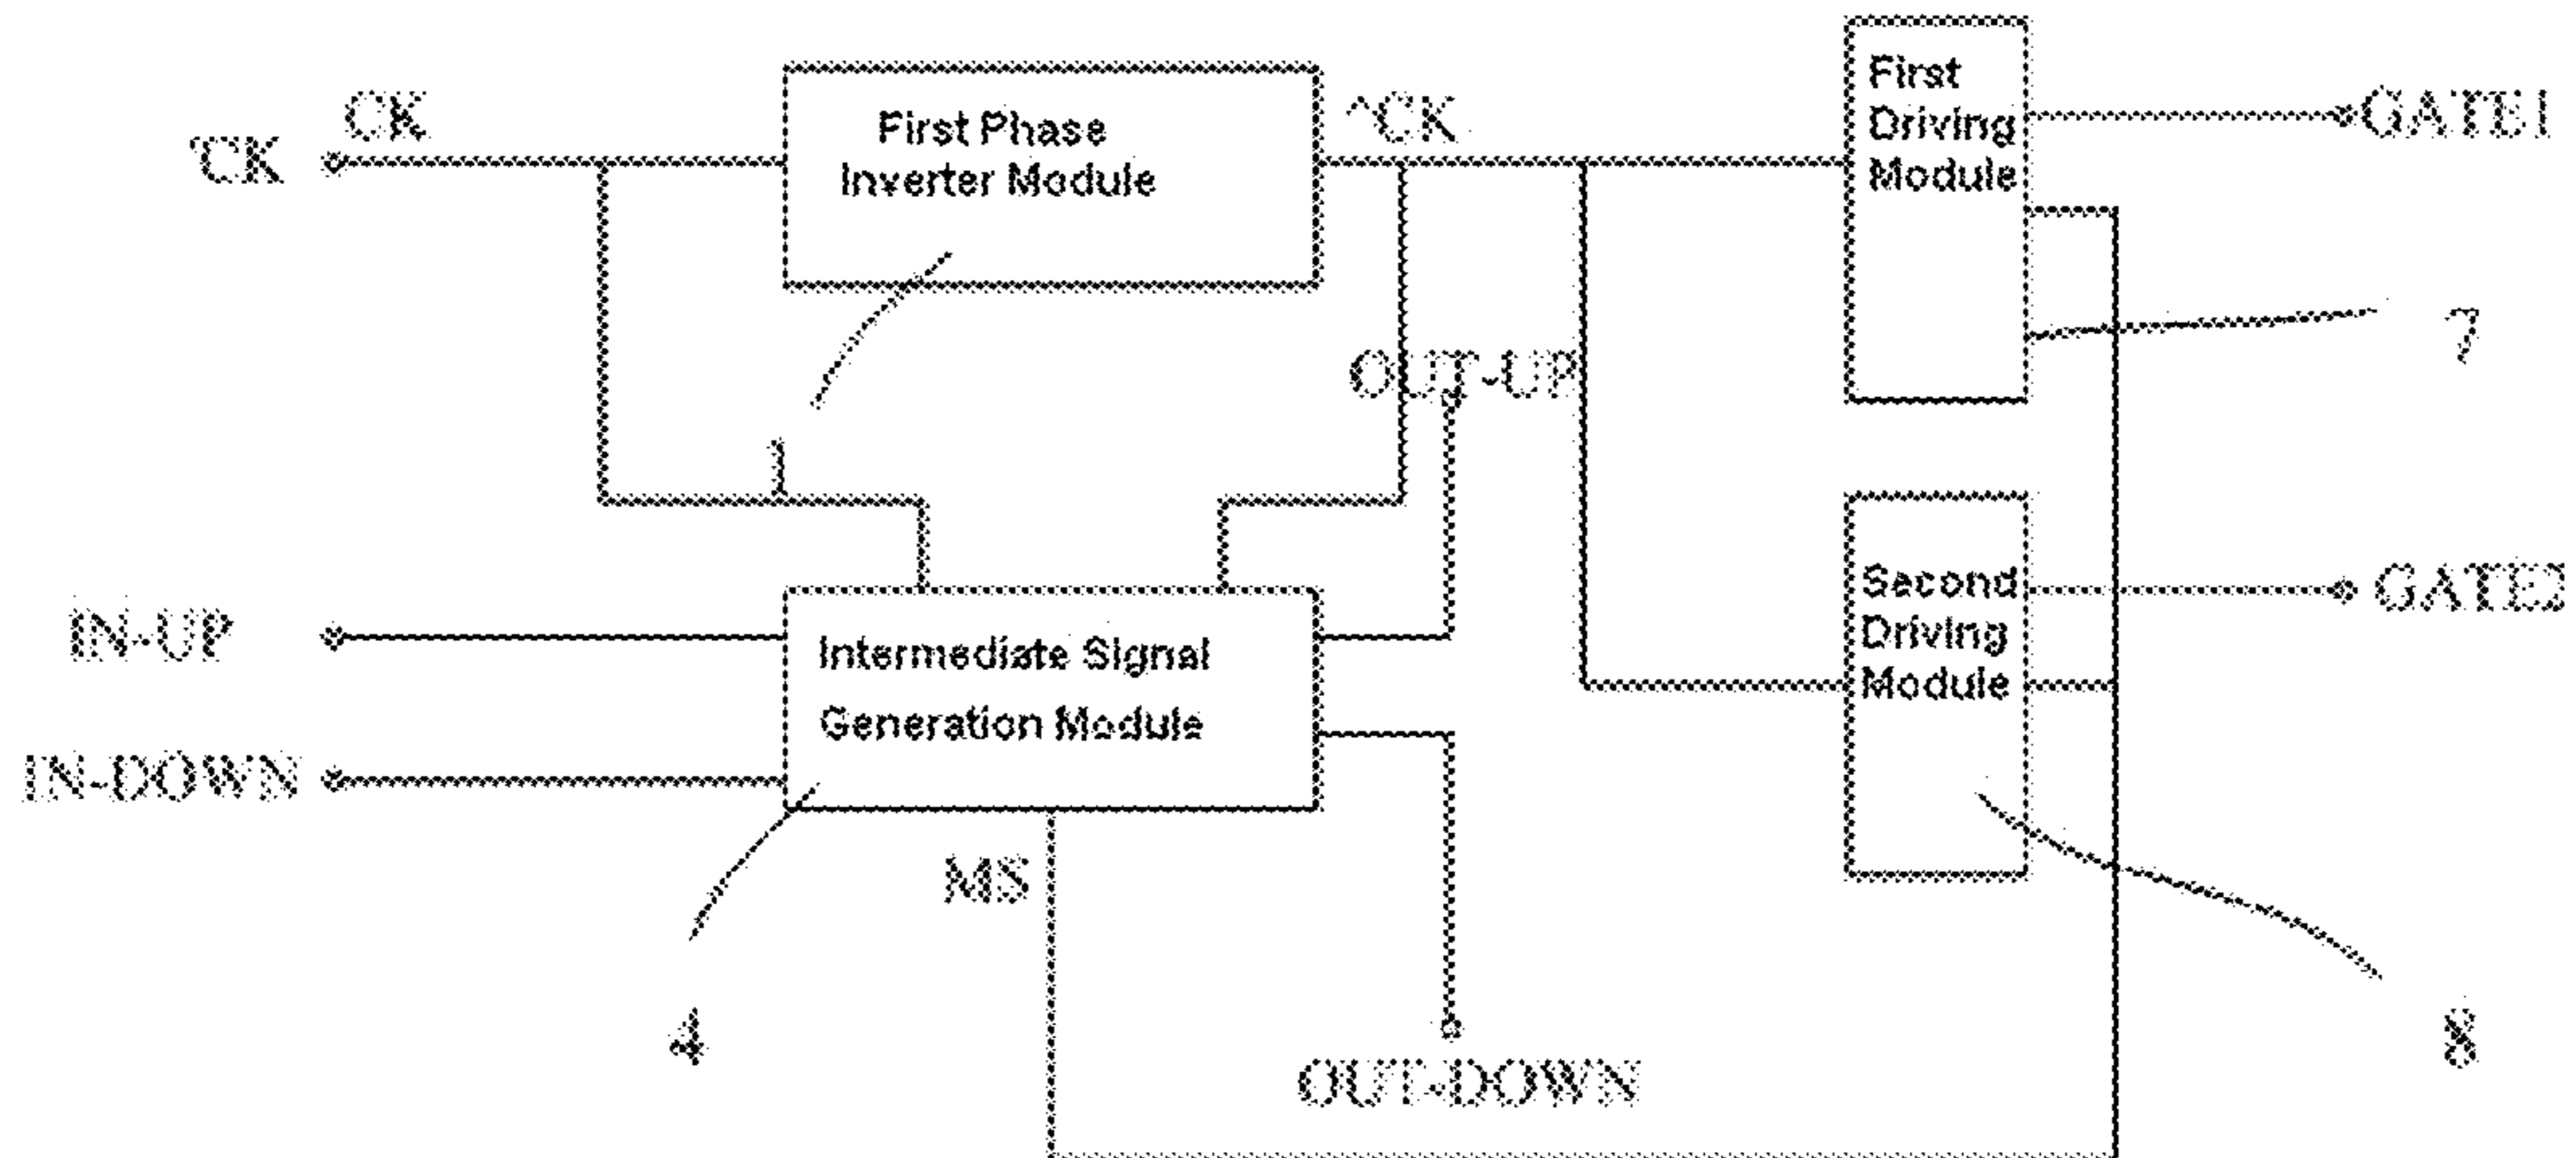 CK
'CK
First Phase
Inverter Module
^CK
First
Driving
Module
GATE1
7
OUT-UP
1
IN-UP
Intermediate Signal
Generation Module
Second
Driving
Module
GATE2
IN-DOWN
MS
4
OUT-DOWN
8